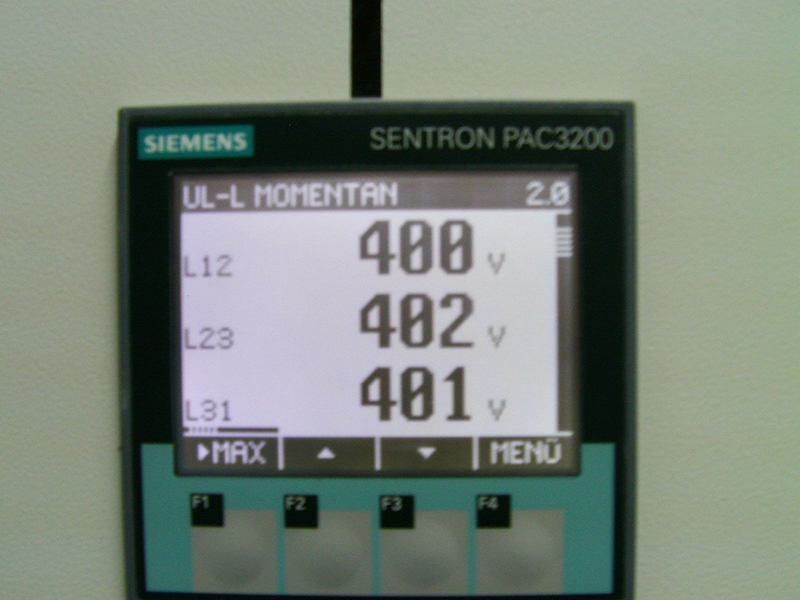 SIEMENS SENTRON PAC3200
UL-L MOMENTAN 2.0
L12 400 V
L23 402 V
L31 401 V
▸MAX ▲ ▼ MENÜ
F1 F2 F3 F4